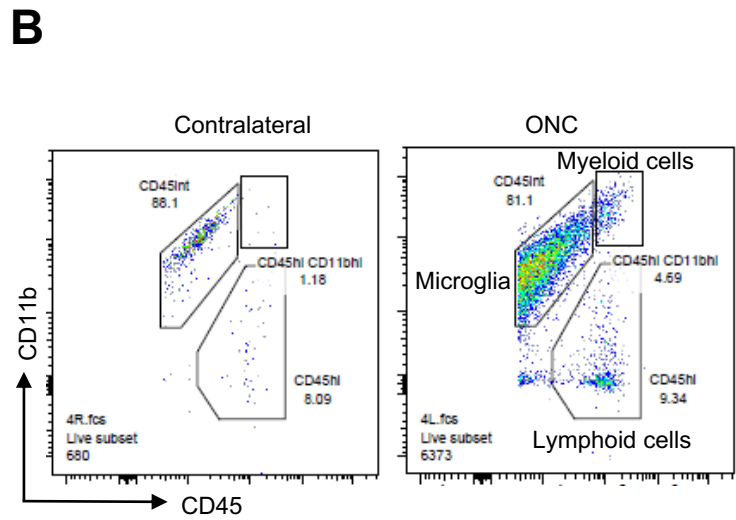 B
Contralateral
ONC
CD45int
88.1
CD45hi CD11bhi
1.18
CD45hi
8.09
4R.fcs
Live subset
680
Myeloid cells
CD45int
81.1
Microglia
CD45hi CD11bhi
4.69
CD45hi
9.34
4L.fcs
Live subset
6373
Lymphoid cells
CD11b
CD45